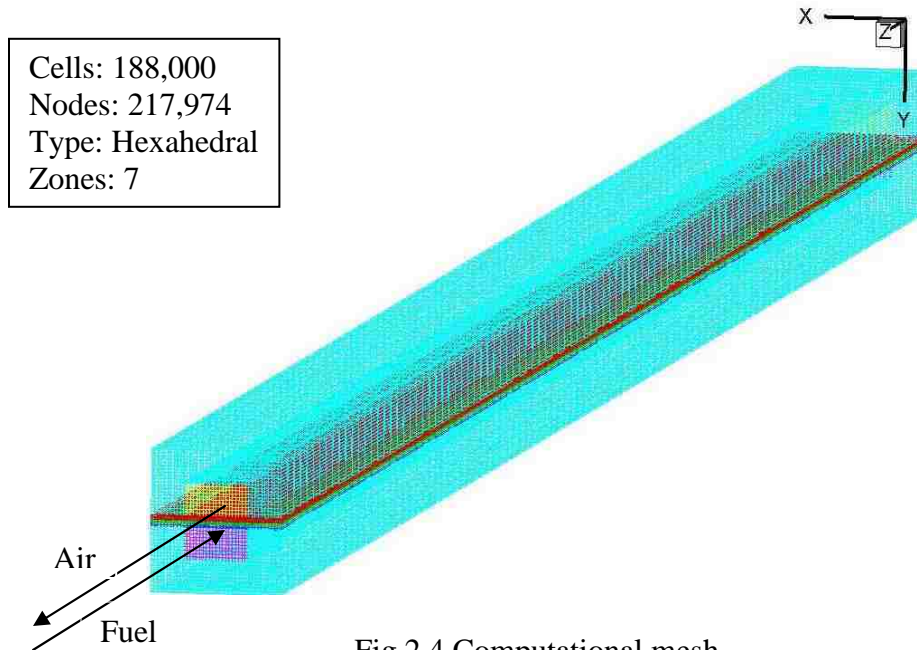 X
Z
Y
Cells: 188,000
Nodes: 217,974
Type: Hexahedral
Zones: 7
Air
Fuel
Fig 2.4 Computational mesh